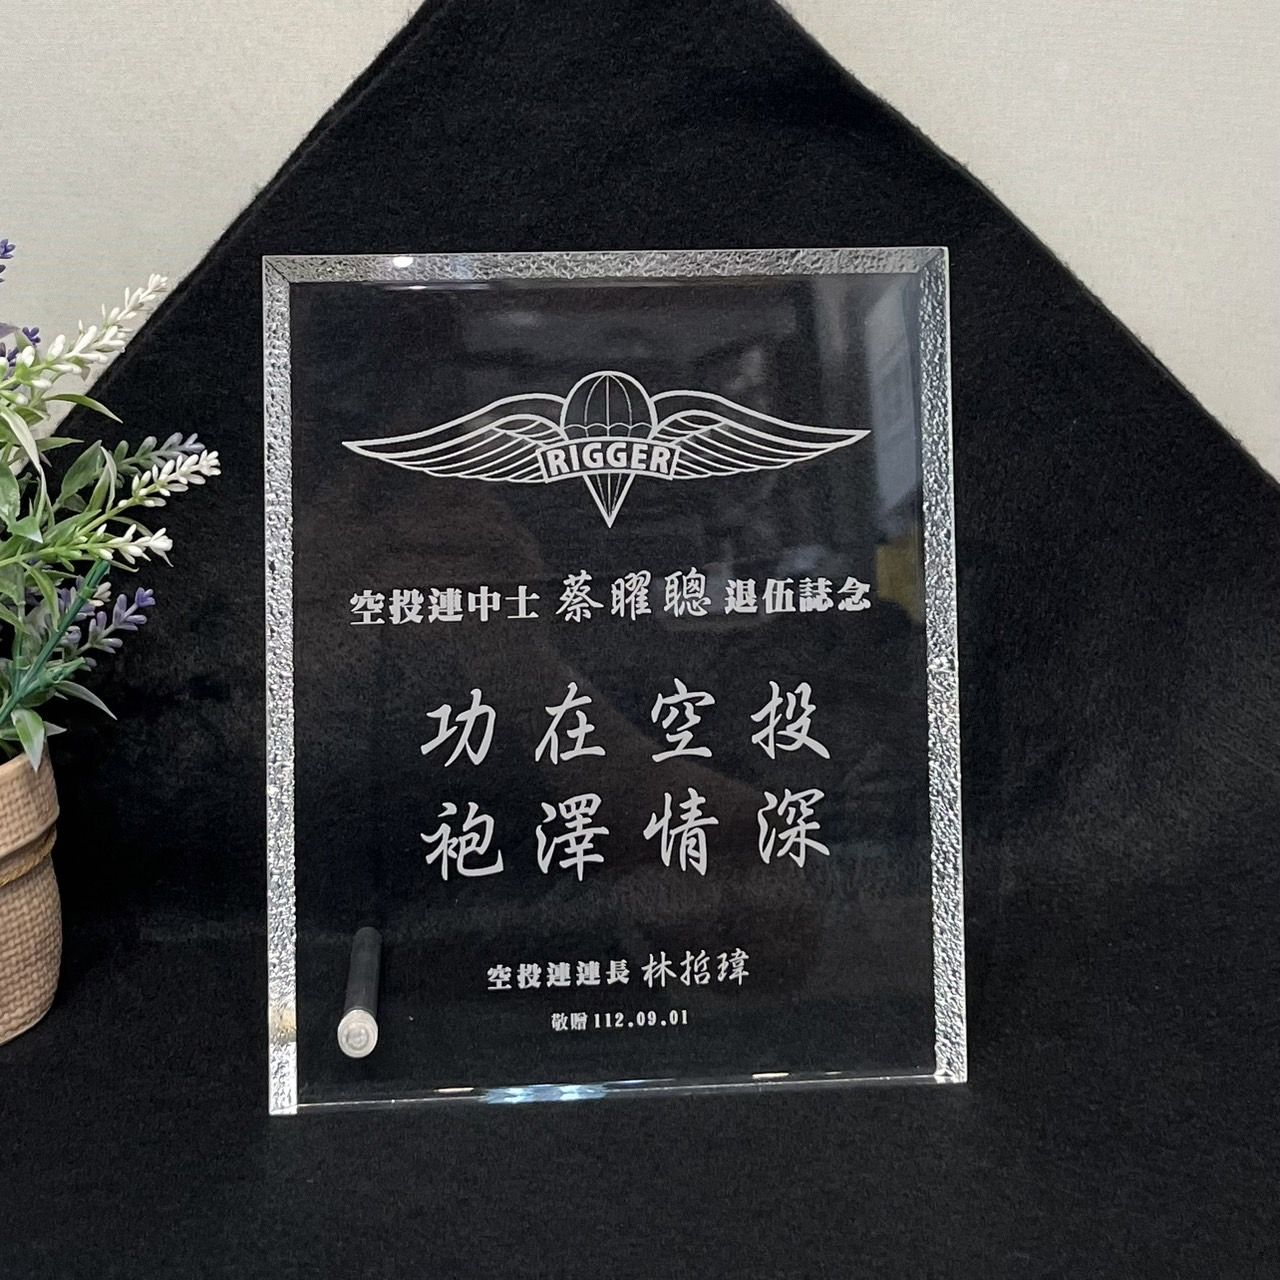 RIGGER
空投連中士 蔡曜聰 退伍誌念
功在空投
袍澤情深
空投連連長 林哲瑋
敬贈 112.09.01